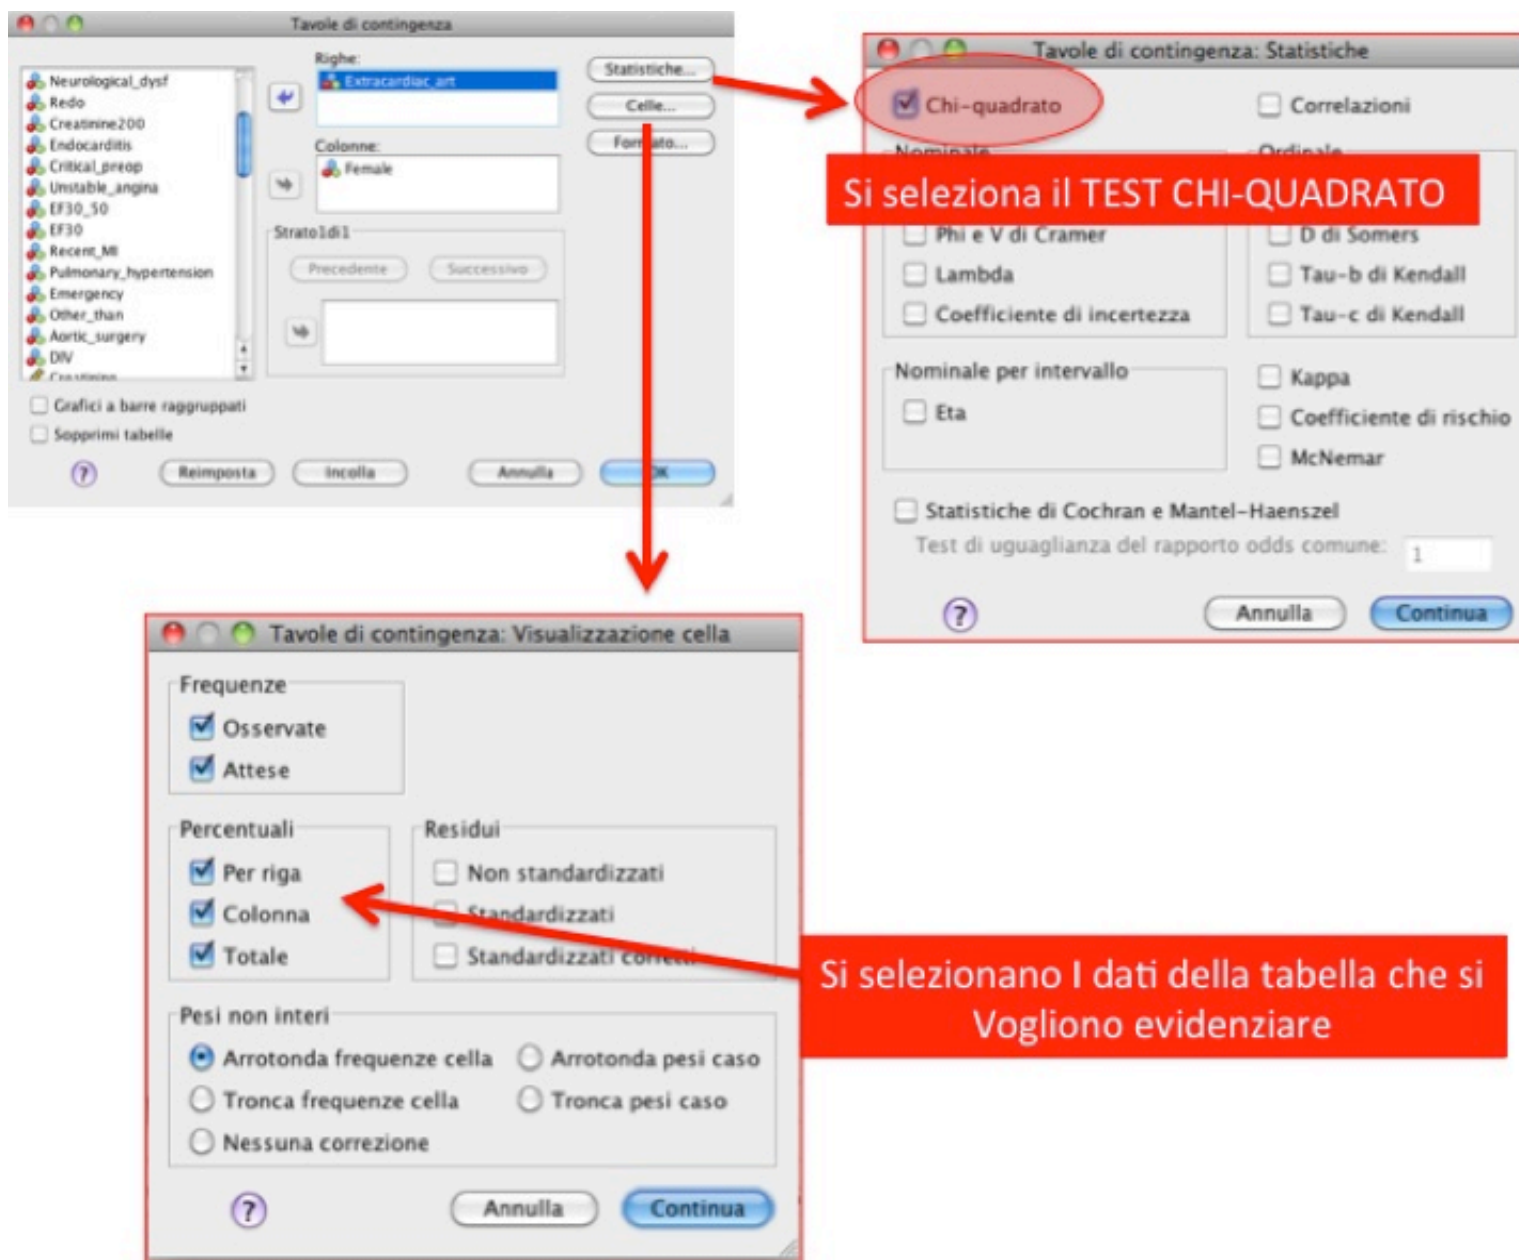 Tavole di contingenza
Neurological_dysf
Redo
Creatinine200
Endocarditis
Critical_preop
Unstable_angina
EF30_50
EF30
Recent_MI
Pulmonary_hypertension
Emergency
Other_than
Aortic_surgery
DIV
Righe:
Extracardiac_art
Colonne:
Female
Strato1di1
Precedente
Successivo
Statistiche...
Celle...
Formato...
Grafici a barre raggruppati
Sopprimi tabelle
?
Reimposta
Incolla
Annulla
OK
Tavole di contingenza: Statistiche
Chi-quadrato
Correlazioni
Nominale
Ordinale
Si seleziona il TEST CHI-QUADRATO
Phi e V di Cramer
D di Somers
Lambda
Tau-b di Kendall
Coefficiente di incertezza
Tau-c di Kendall
Nominale per intervallo
Eta
Kappa
Coefficiente di rischio
McNemar
Statistiche di Cochran e Mantel-Haenszel
Test di uguaglianza del rapporto odds comune: 1
?
Annulla
Continua
Tavole di contingenza: Visualizzazione cella
Frequenze
Osservate
Attese
Percentuali
Per riga
Colonna
Totale
Residui
Non standardizzati
Standardizzati
Standardizzati corretti
Si selezionano I dati della tabella che si
Vogliono evidenziare
Pesi non interi
Arrotonda frequenze cella
Arrotonda pesi caso
Tronca frequenze cella
Tronca pesi caso
Nessuna correzione
?
Annulla
Continua